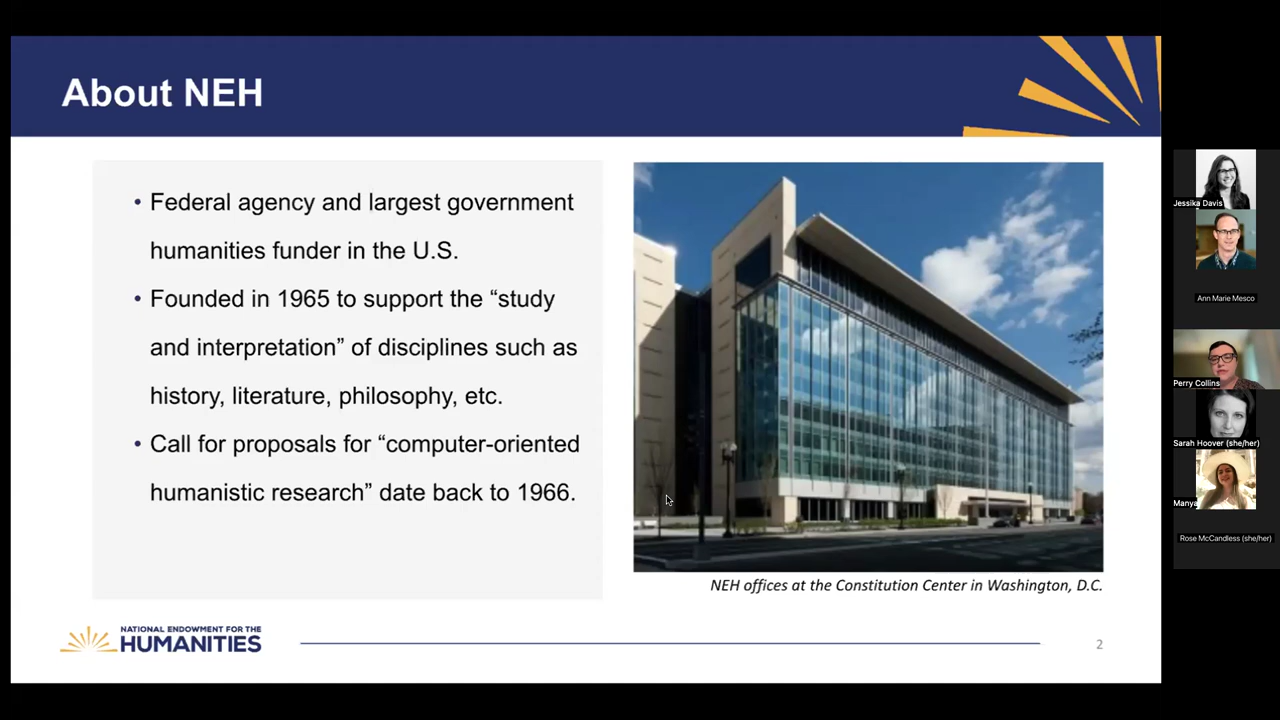 About NEH
• Federal agency and largest government
humanities funder in the U.S.
• Founded in 1965 to support the “study
and interpretation” of disciplines such as
history, literature, philosophy, etc.
• Call for proposals for “computer-oriented
humanistic research” date back to 1966.
NEH offices at the Constitution Center in Washington, D.C.
NATIONAL ENDOWMENT FOR THE
HUMANITIES
2
Jessika Davis
Ann Marie Mesco
Perry Collins
Sarah Hoover (she/her)
Manya
Rose McCandless (she/her)